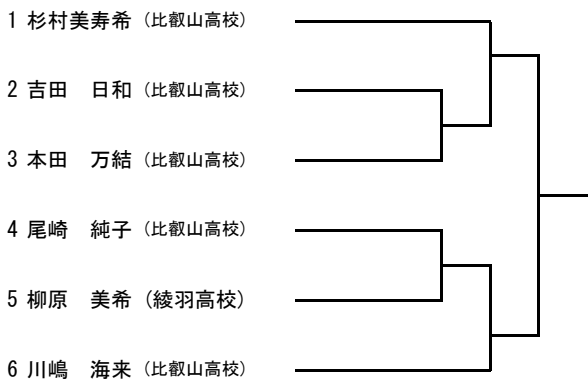 1 杉村美寿希 (比叡山高校)
2 吉田　日和 (比叡山高校)
3 本田　万結 (比叡山高校)
4 尾崎　純子 (比叡山高校)
5 柳原　美希 (綾羽高校)
6 川嶋　海来 (比叡山高校)